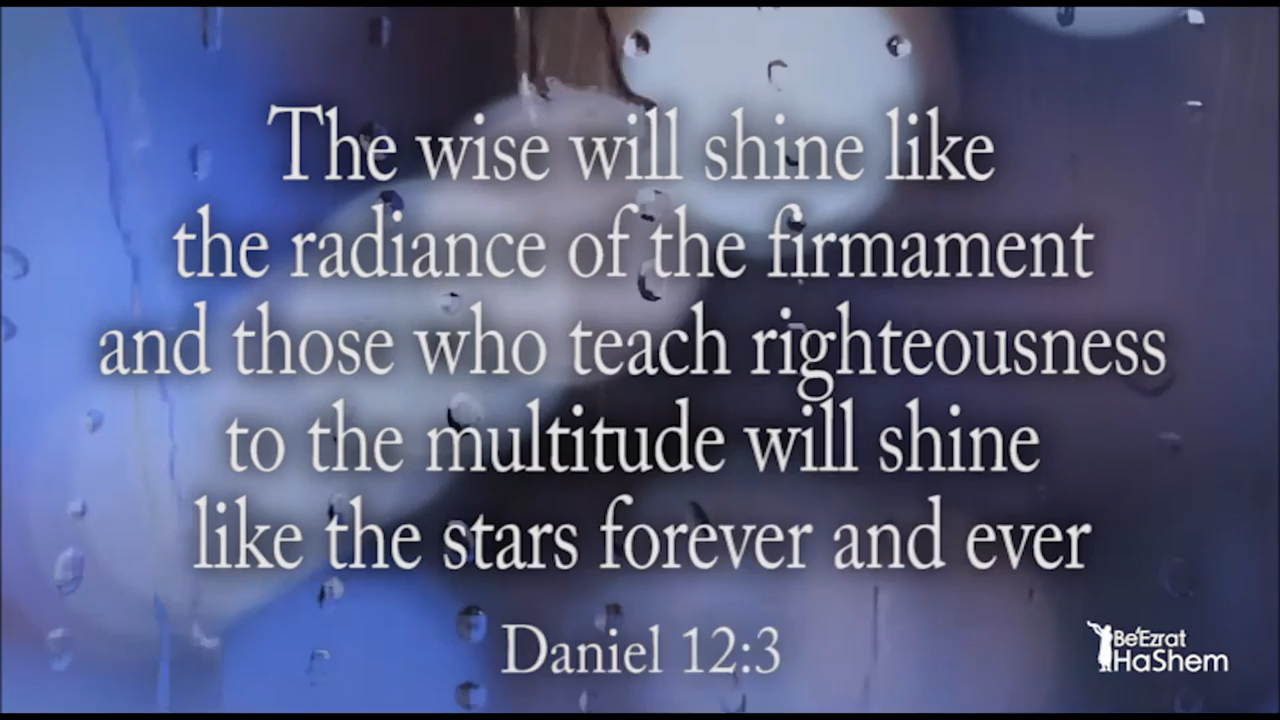 The wise will shine like
the radiance of the firmament
and those who teach righteousness
to the multitude will shine
like the stars forever and ever
Daniel 12:3
Be'Ezrat
HaShem